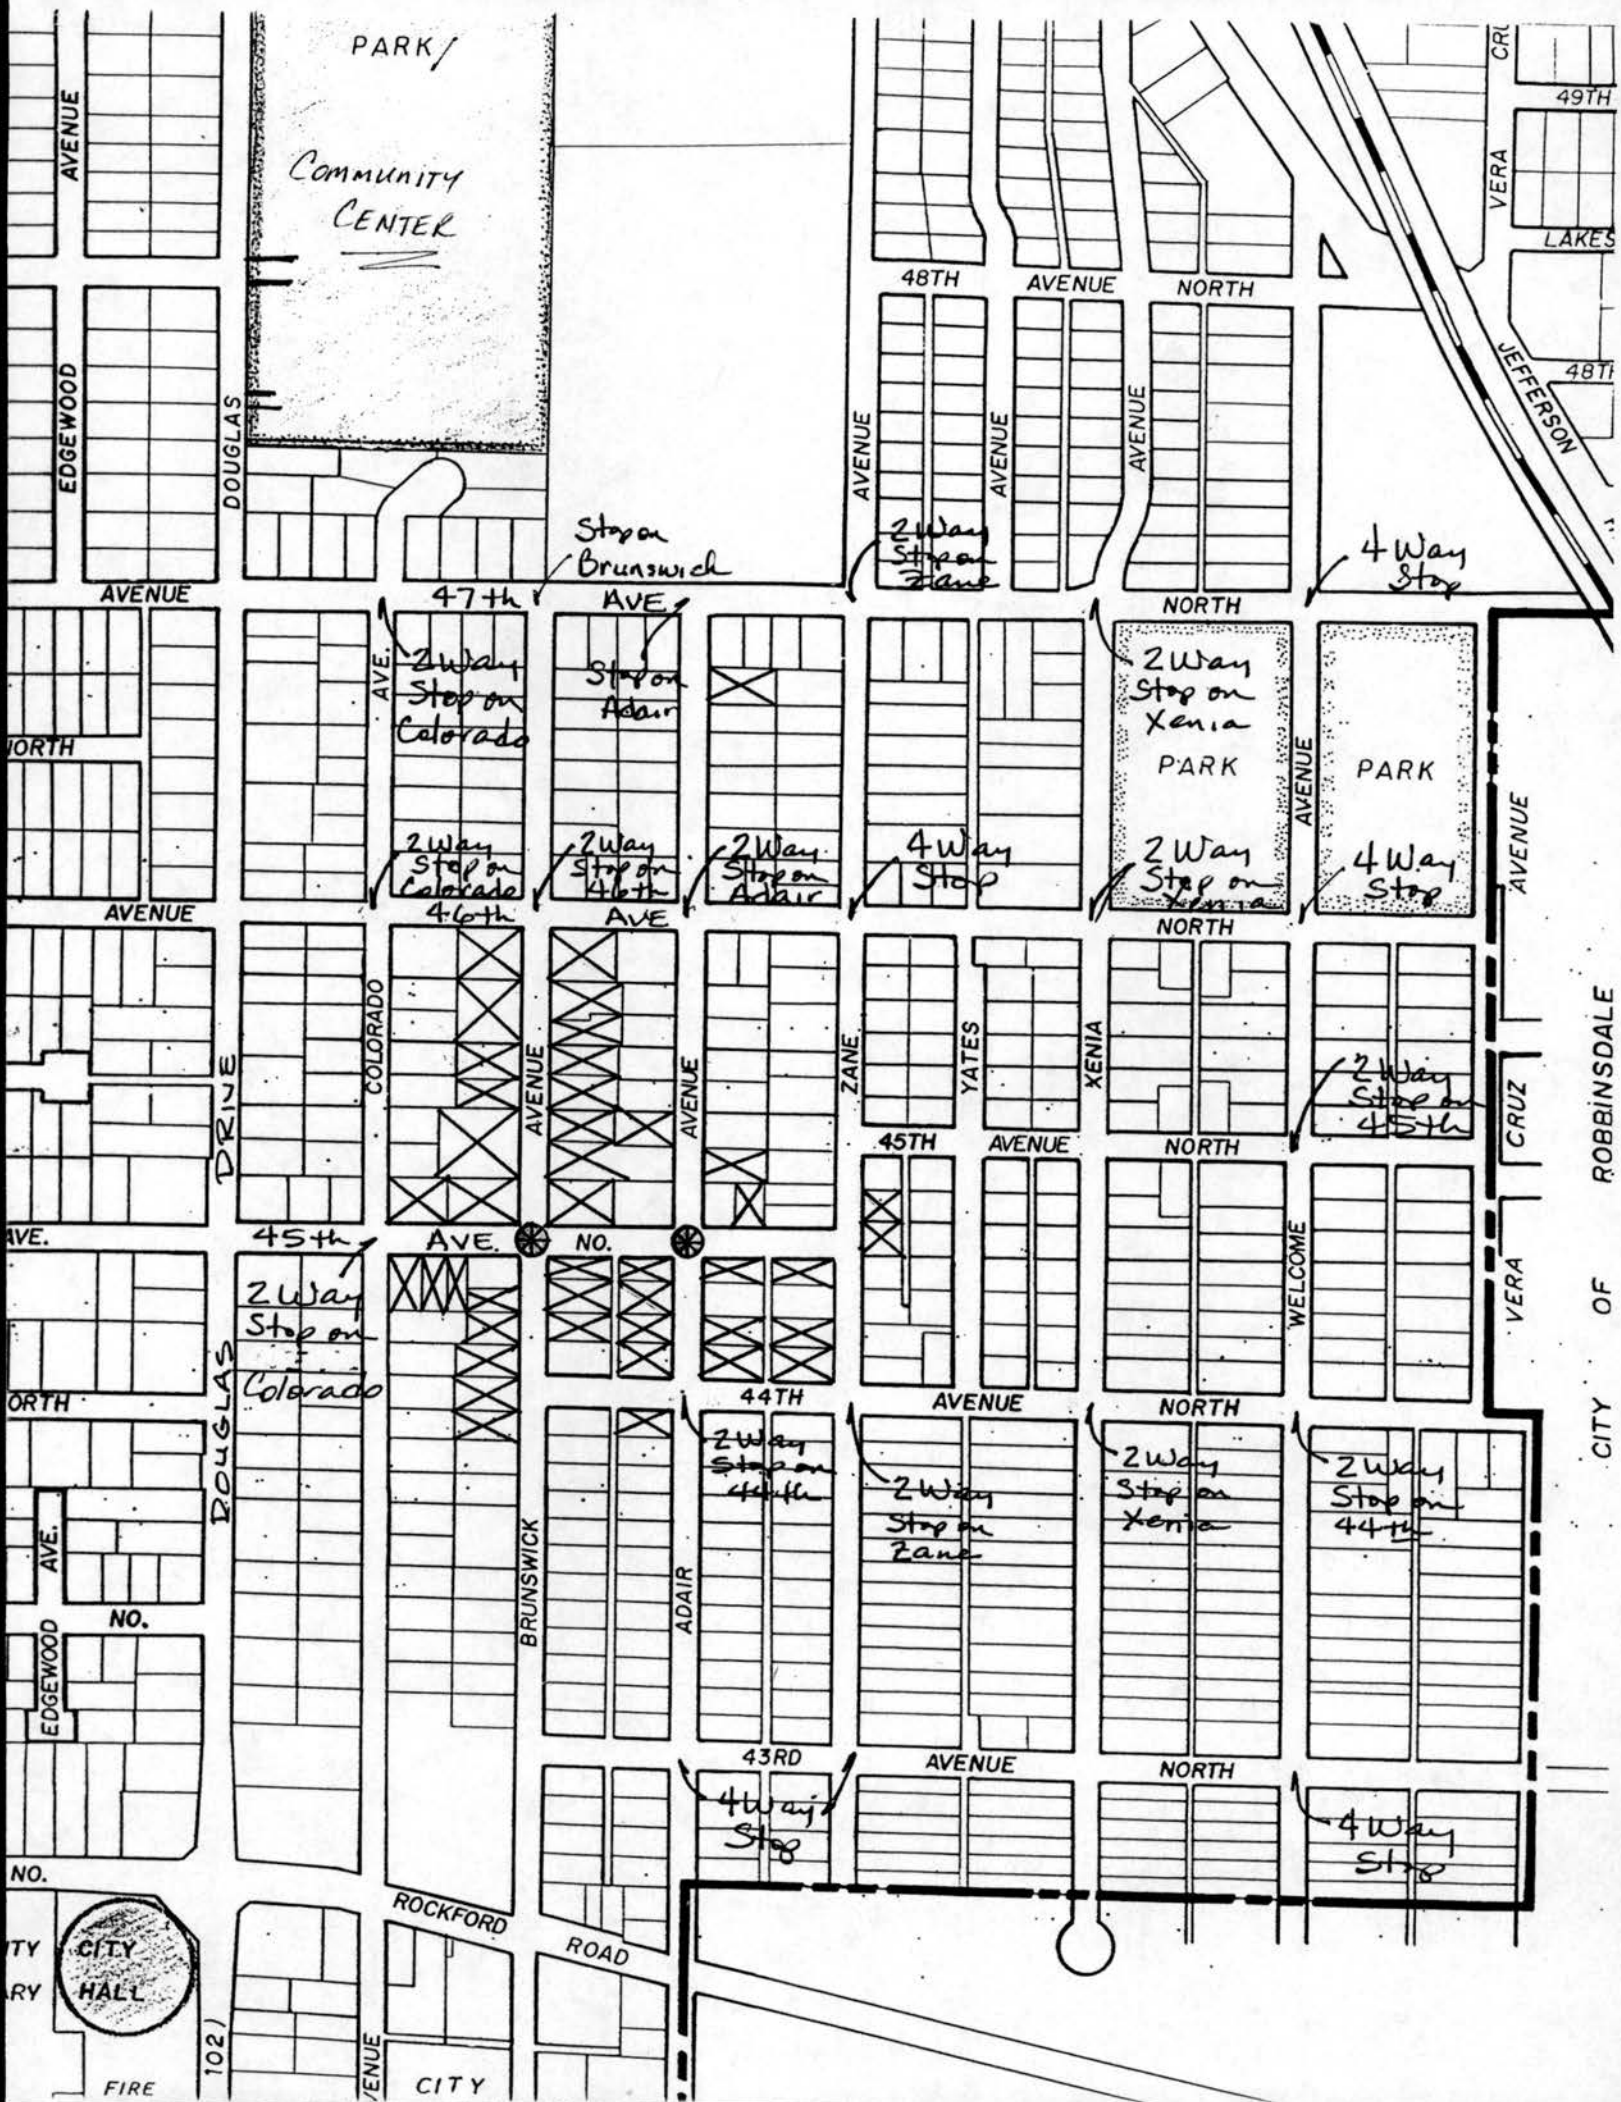 PARK
CRU
49TH
AVENUE
COMMUNITY
CENTER
VERA
LAKES
48TH AVENUE NORTH
JEFFERSON
48TH
EDGEWOOD
DOUGLAS
AVENUE
AVENUE
AVENUE
Stop on
Brunswick
2 Way
Stop on
Zane
4 Way
Stop
AVENUE
47th AVE
NORTH
AVE.
2 Way
Stop on
Colorado
Stop on
Adair
2 Way
Stop on
Xenia
NORTH
PARK
AVENUE
PARK
AVENUE
2 Way
Stop on
Colorado
2 Way
Stop on
46th
2 Way
Stop on
Adair
4 Way
Stop
2 Way
Stop on
Xenia
4 Way
Stop
AVENUE
46th AVE
NORTH
COLORADO
DRIVE
AVENUE
AVENUE
ZANE
YATES
XENIA
2 Way
Stop on
45th
CRUZ
CITY OF ROBBINSDALE
45TH AVENUE NORTH
AVE.
45th AVE. NO.
WELCOME
VERA
2 Way
Stop on
Colorado
ORTH
DOUGLAS
44TH AVENUE NORTH
2 Way
Stop on
44th
2 Way
Stop on
Zane
2 Way
Stop on
Xenia
2 Way
Stop on
44th
AVE.
BRUNSWICK
ADAIR
NO.
EDGEWOOD
43RD AVENUE NORTH
4 Way
Stop
4 Way
Stop
NO.
ROCKFORD ROAD
ITY
CITY
HALL
RY
102)
VENUE
FIRE
CITY